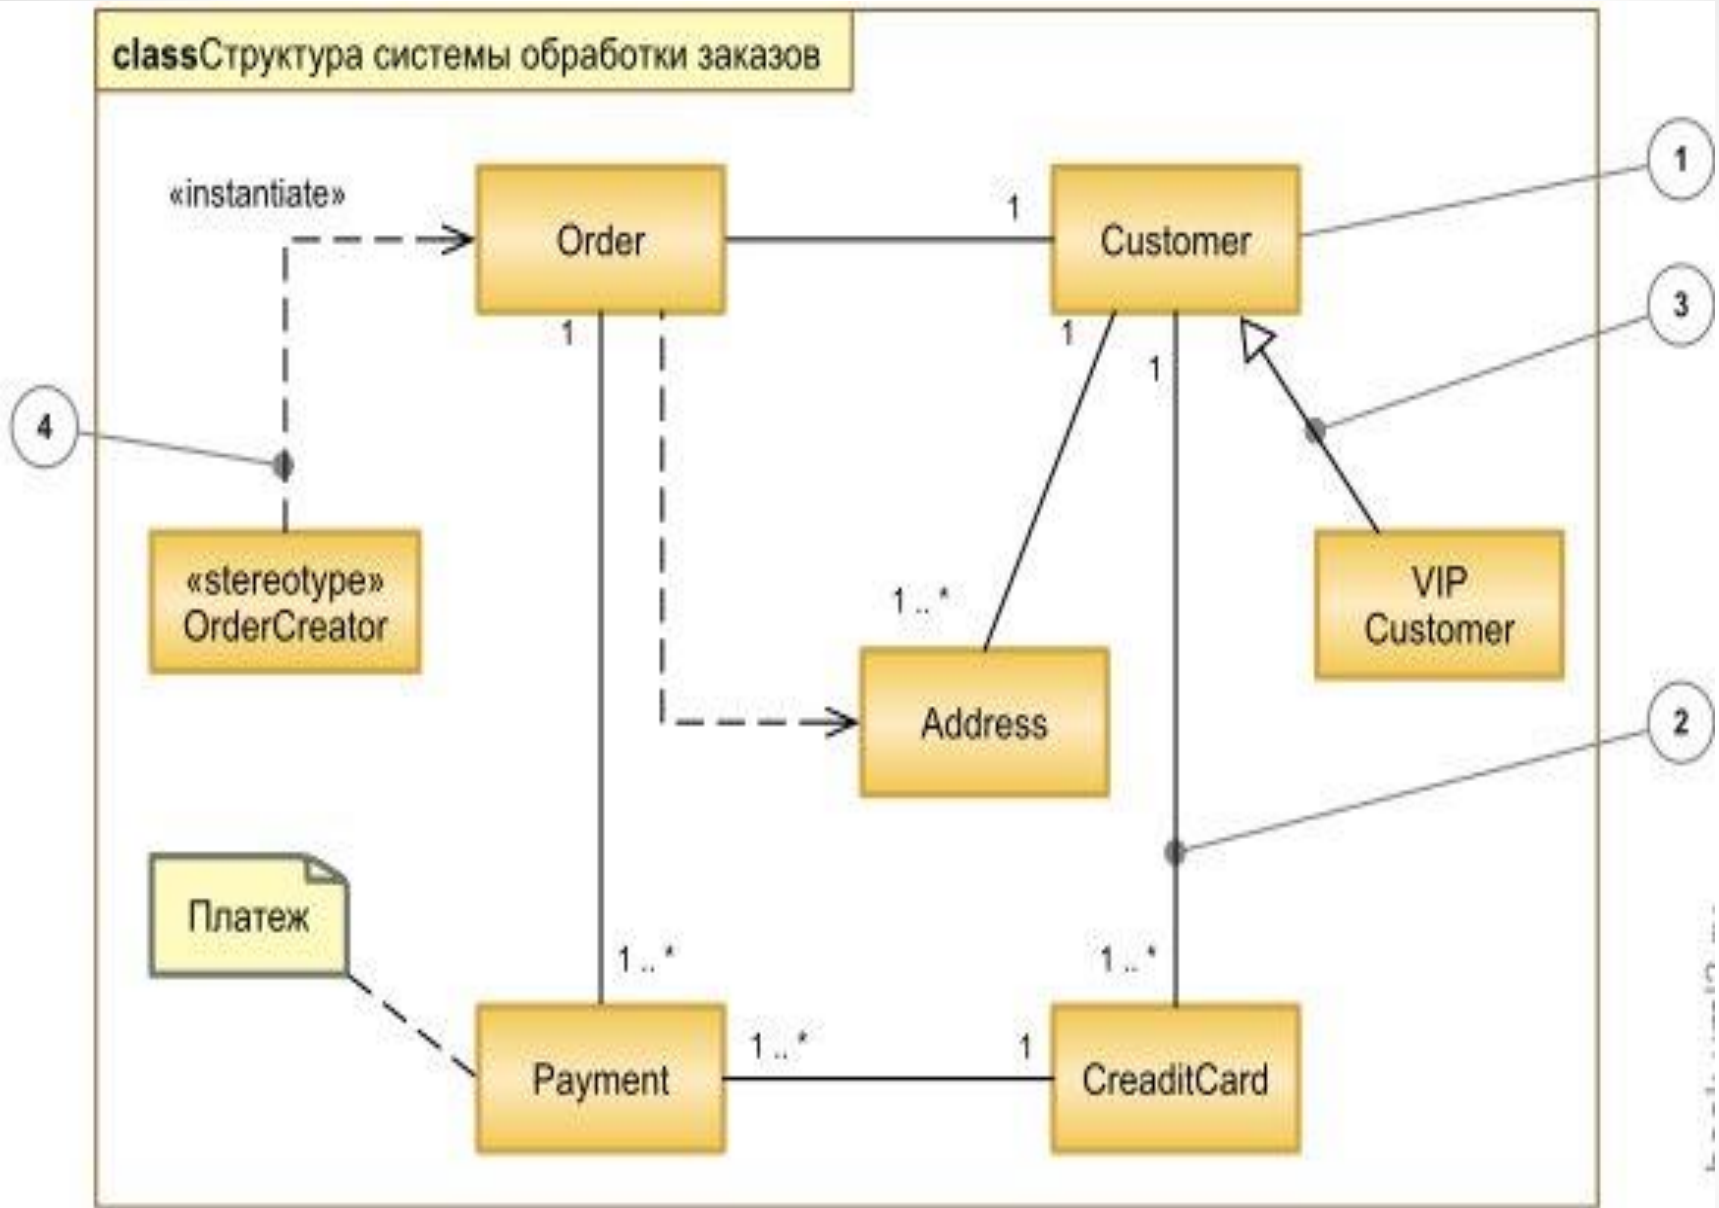 classСтруктура системы обработки заказов
«instantiate»
Order
1
Customer
1
3
1
1
1
4
«stereotype»
OrderCreator
1 .. *
VIP
Customer
Address
2
Платеж
1 .. *
1 .. *
Payment
1 .. *
1
CreaditCard